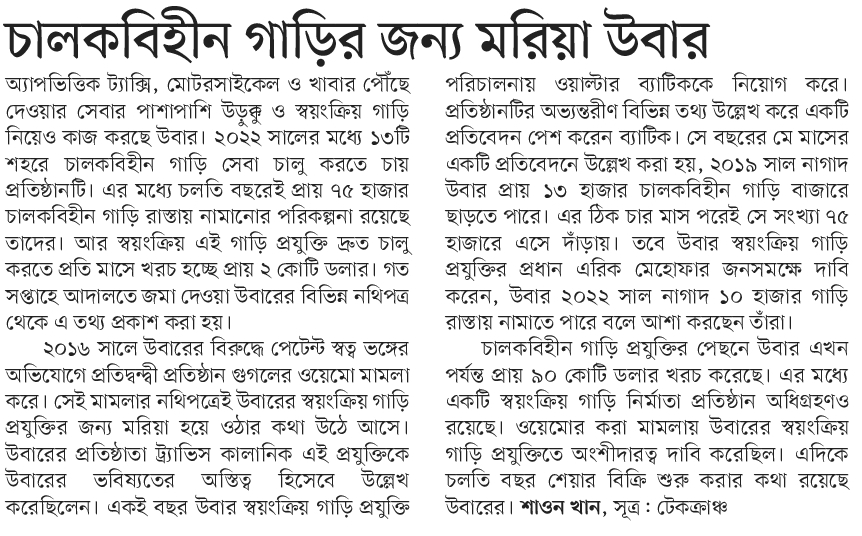 চালকবিহীন গাড়ির জন্য মরিয়া উবার
অ্যাপভিত্তিক ট্যাক্সি, মোটরসাইকেল ও খাবার পৌঁছে
দেওয়ার সেবার পাশাপাশি উড়ুক্কু ও স্বয়ংক্রিয় গাড়ি
নিয়েও কাজ করছে উবার। ২০২২ সালের মধ্যে ১৩টি
শহরে চালকবিহীন গাড়ি সেবা চালু করতে চায়
প্রতিষ্ঠানটি। এর মধ্যে চলতি বছরেই প্রায় ৭৫ হাজার
চালকবিহীন গাড়ি রাস্তায় নামানোর পরিকল্পনা রয়েছে
তাদের। আর স্বয়ংক্রিয় এই গাড়ি প্রযুক্তি দ্রুত চালু
করতে প্রতি মাসে খরচ হচ্ছে প্রায় ২ কোটি ডলার। গত
সপ্তাহে আদালতে জমা দেওয়া উবারের বিভিন্ন নথিপত্র
থেকে এ তথ্য প্রকাশ করা হয়।
২০১৬ সালে উবারের বিরুদ্ধে পেটেন্ট স্বত্ব ভঙ্গের
অভিযোগে প্রতিদ্বন্দ্বী প্রতিষ্ঠান গুগলের ওয়েমো মামলা
করে। সেই মামলার নথিপত্রেই উবারের স্বয়ংক্রিয় গাড়ি
প্রযুক্তির জন্য মরিয়া হয়ে ওঠার কথা উঠে আসে।
উবারের প্রতিষ্ঠাতা ট্র্যাভিস কালানিক এই প্রযুক্তিকে
উবারের ভবিষ্যতের অস্তিত্ব হিসেবে উল্লেখ
করেছিলেন। একই বছর উবার স্বয়ংক্রিয় গাড়ি প্রযুক্তি
পরিচালনায় ওয়াল্টার ব্যাটিককে নিয়োগ করে।
প্রতিষ্ঠানটির অভ্যন্তরীণ বিভিন্ন তথ্য উল্লেখ করে একটি
প্রতিবেদন পেশ করেন ব্যাটিক। সে বছরের মে মাসের
একটি প্রতিবেদনে উল্লেখ করা হয়, ২০১৯ সাল নাগাদ
উবার প্রায় ১৩ হাজার চালকবিহীন গাড়ি বাজারে
ছাড়তে পারে। এর ঠিক চার মাস পরেই সে সংখ্যা ৭৫
হাজারে এসে দাঁড়ায়। তবে উবার স্বয়ংক্রিয় গাড়ি
প্রযুক্তির প্রধান এরিক মেহোফার জনসমক্ষে দাবি
করেন, উবার ২০২২ সাল নাগাদ ১০ হাজার গাড়ি
রাস্তায় নামাতে পারে বলে আশা করছেন তাঁরা।
চালকবিহীন গাড়ি প্রযুক্তির পেছনে উবার এখন
পর্যন্ত প্রায় ৯০ কোটি ডলার খরচ করেছে। এর মধ্যে
একটি স্বয়ংক্রিয় গাড়ি নির্মাতা প্রতিষ্ঠান অধিগ্রহণও
রয়েছে। ওয়েমোর করা মামলায় উবারের স্বয়ংক্রিয়
গাড়ি প্রযুক্তিতে অংশীদারত্ব দাবি করেছিল। এদিকে
চলতি বছর শেয়ার বিক্রি শুরু করার কথা রয়েছে
উবারের। শাওন খান, সূত্র : টেকক্রাঞ্চ